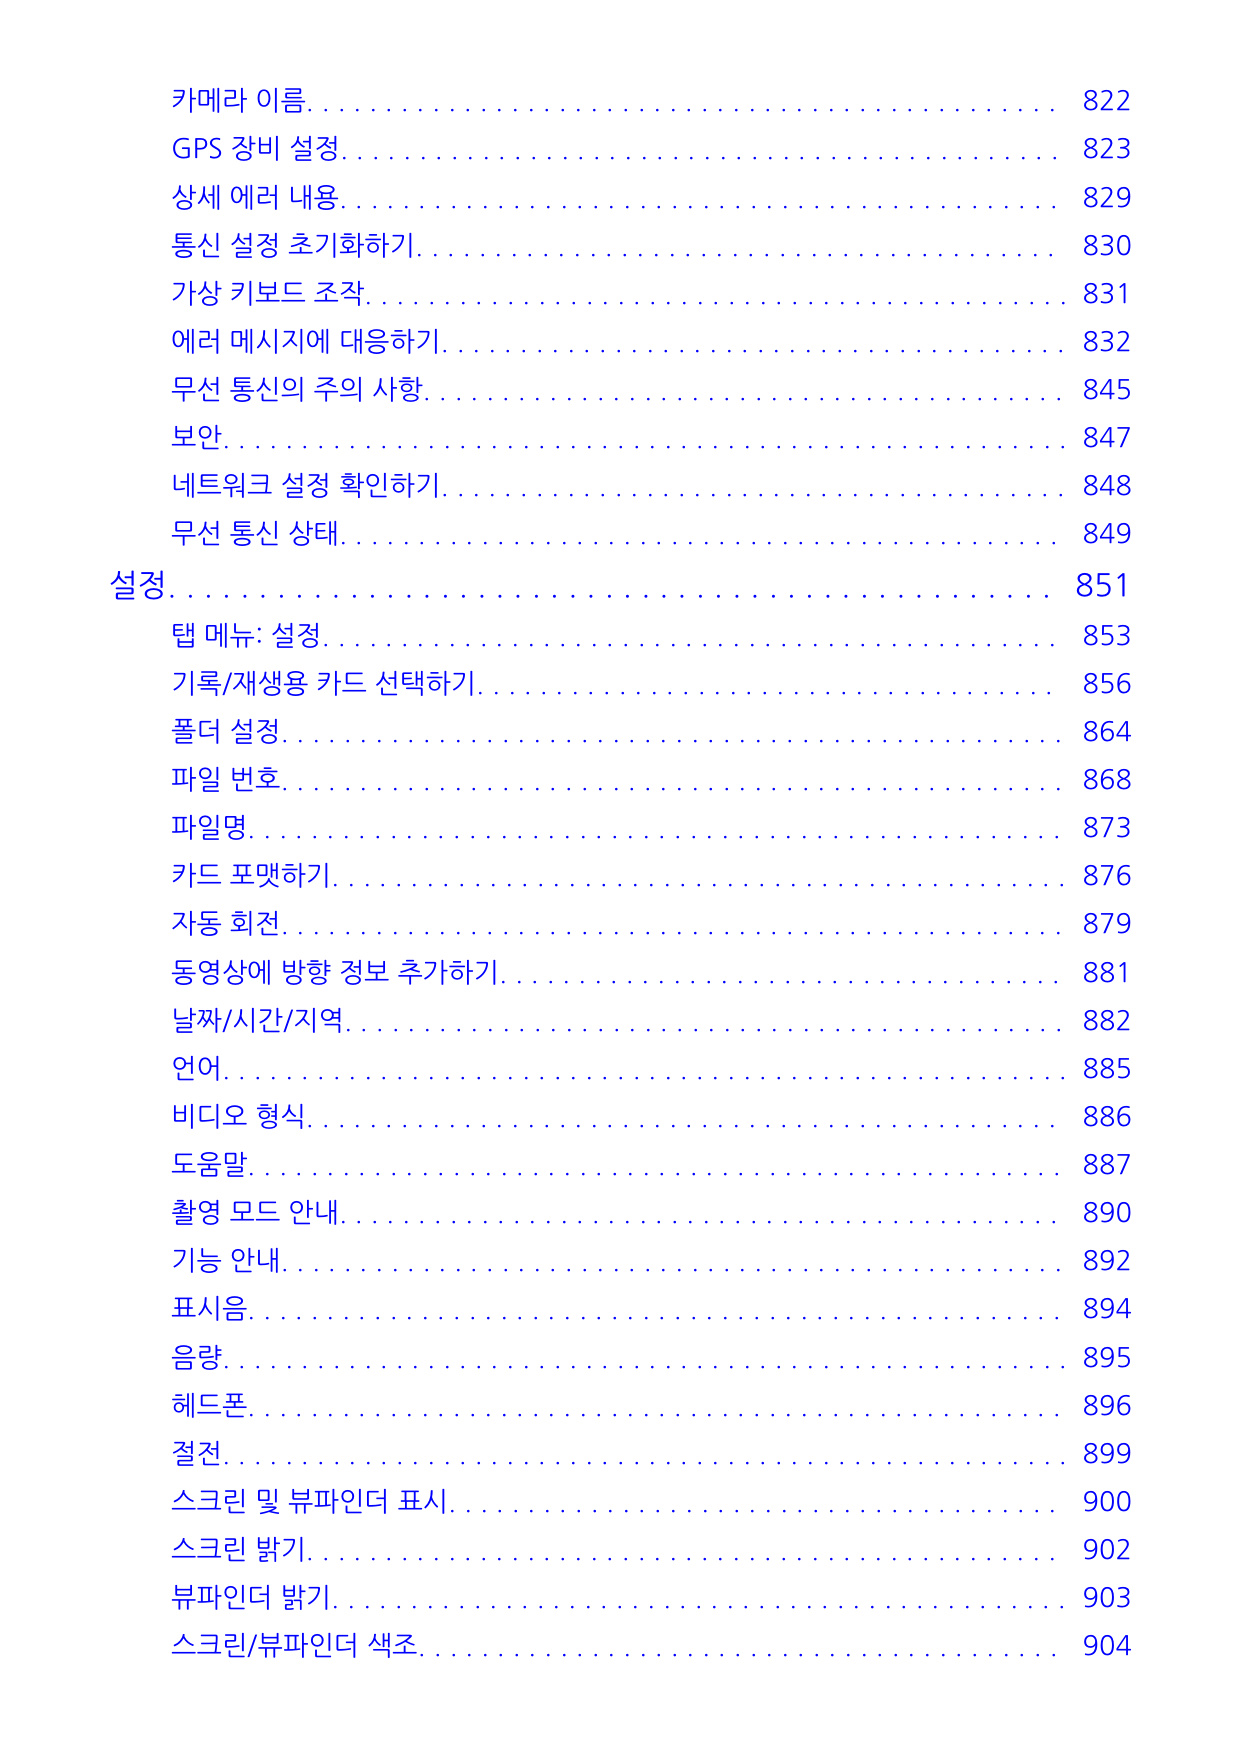 카메라 이름. . . . . . . . . . . . . . . . . . . . . . . . . . . . . . . . . . . . . . . . . . . . . . . . 822
GPS 장비 설정. . . . . . . . . . . . . . . . . . . . . . . . . . . . . . . . . . . . . . . . . . . . . . 823
상세 에러 내용. . . . . . . . . . . . . . . . . . . . . . . . . . . . . . . . . . . . . . . . . . . . . . 829
통신 설정 초기화하기. . . . . . . . . . . . . . . . . . . . . . . . . . . . . . . . . . . . . . . . . 830
가상 키보드 조작. . . . . . . . . . . . . . . . . . . . . . . . . . . . . . . . . . . . . . . . . . . . . 831
에러 메시지에 대응하기. . . . . . . . . . . . . . . . . . . . . . . . . . . . . . . . . . . . . . . . 832
무선 통신의 주의 사항. . . . . . . . . . . . . . . . . . . . . . . . . . . . . . . . . . . . . . . . . 845
보안. . . . . . . . . . . . . . . . . . . . . . . . . . . . . . . . . . . . . . . . . . . . . . . . . . . . . . 847
네트워크 설정 확인하기. . . . . . . . . . . . . . . . . . . . . . . . . . . . . . . . . . . . . . . . 848
무선 통신 상태. . . . . . . . . . . . . . . . . . . . . . . . . . . . . . . . . . . . . . . . . . . . . . 849
설정. . . . . . . . . . . . . . . . . . . . . . . . . . . . . . . . . . . . . . . . . . . . . . . . . . 851
탭 메뉴: 설정. . . . . . . . . . . . . . . . . . . . . . . . . . . . . . . . . . . . . . . . . . . . . . . 853
기록/재생용 카드 선택하기. . . . . . . . . . . . . . . . . . . . . . . . . . . . . . . . . . . . . 856
폴더 설정. . . . . . . . . . . . . . . . . . . . . . . . . . . . . . . . . . . . . . . . . . . . . . . . . . 864
파일 번호. . . . . . . . . . . . . . . . . . . . . . . . . . . . . . . . . . . . . . . . . . . . . . . . . . 868
파일명. . . . . . . . . . . . . . . . . . . . . . . . . . . . . . . . . . . . . . . . . . . . . . . . . . . . 873
카드 포맷하기. . . . . . . . . . . . . . . . . . . . . . . . . . . . . . . . . . . . . . . . . . . . . . . 876
자동 회전. . . . . . . . . . . . . . . . . . . . . . . . . . . . . . . . . . . . . . . . . . . . . . . . . . 879
동영상에 방향 정보 추가하기. . . . . . . . . . . . . . . . . . . . . . . . . . . . . . . . . . . . 881
날짜/시간/지역. . . . . . . . . . . . . . . . . . . . . . . . . . . . . . . . . . . . . . . . . . . . . . 882
언어. . . . . . . . . . . . . . . . . . . . . . . . . . . . . . . . . . . . . . . . . . . . . . . . . . . . . . 885
비디오 형식. . . . . . . . . . . . . . . . . . . . . . . . . . . . . . . . . . . . . . . . . . . . . . . . 886
도움말. . . . . . . . . . . . . . . . . . . . . . . . . . . . . . . . . . . . . . . . . . . . . . . . . . . . 887
촬영 모드 안내. . . . . . . . . . . . . . . . . . . . . . . . . . . . . . . . . . . . . . . . . . . . . . 890
기능 안내. . . . . . . . . . . . . . . . . . . . . . . . . . . . . . . . . . . . . . . . . . . . . . . . . . 892
표시음. . . . . . . . . . . . . . . . . . . . . . . . . . . . . . . . . . . . . . . . . . . . . . . . . . . . 894
음량. . . . . . . . . . . . . . . . . . . . . . . . . . . . . . . . . . . . . . . . . . . . . . . . . . . . . . 895
헤드폰. . . . . . . . . . . . . . . . . . . . . . . . . . . . . . . . . . . . . . . . . . . . . . . . . . . . 896
절전. . . . . . . . . . . . . . . . . . . . . . . . . . . . . . . . . . . . . . . . . . . . . . . . . . . . . . 899
스크린 및 뷰파인더 표시. . . . . . . . . . . . . . . . . . . . . . . . . . . . . . . . . . . . . . . 900
스크린 밝기. . . . . . . . . . . . . . . . . . . . . . . . . . . . . . . . . . . . . . . . . . . . . . . . 902
뷰파인더 밝기. . . . . . . . . . . . . . . . . . . . . . . . . . . . . . . . . . . . . . . . . . . . . . . 903
스크린/뷰파인더 색조. . . . . . . . . . . . . . . . . . . . . . . . . . . . . . . . . . . . . . . . . 904